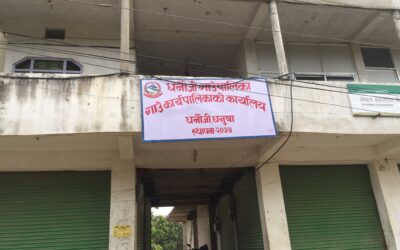 धनौजी गाउँपालिका
गाउँ कार्यपालिकाको कार्यालय
धनौजी, धनुषा
स्थापना २०७४